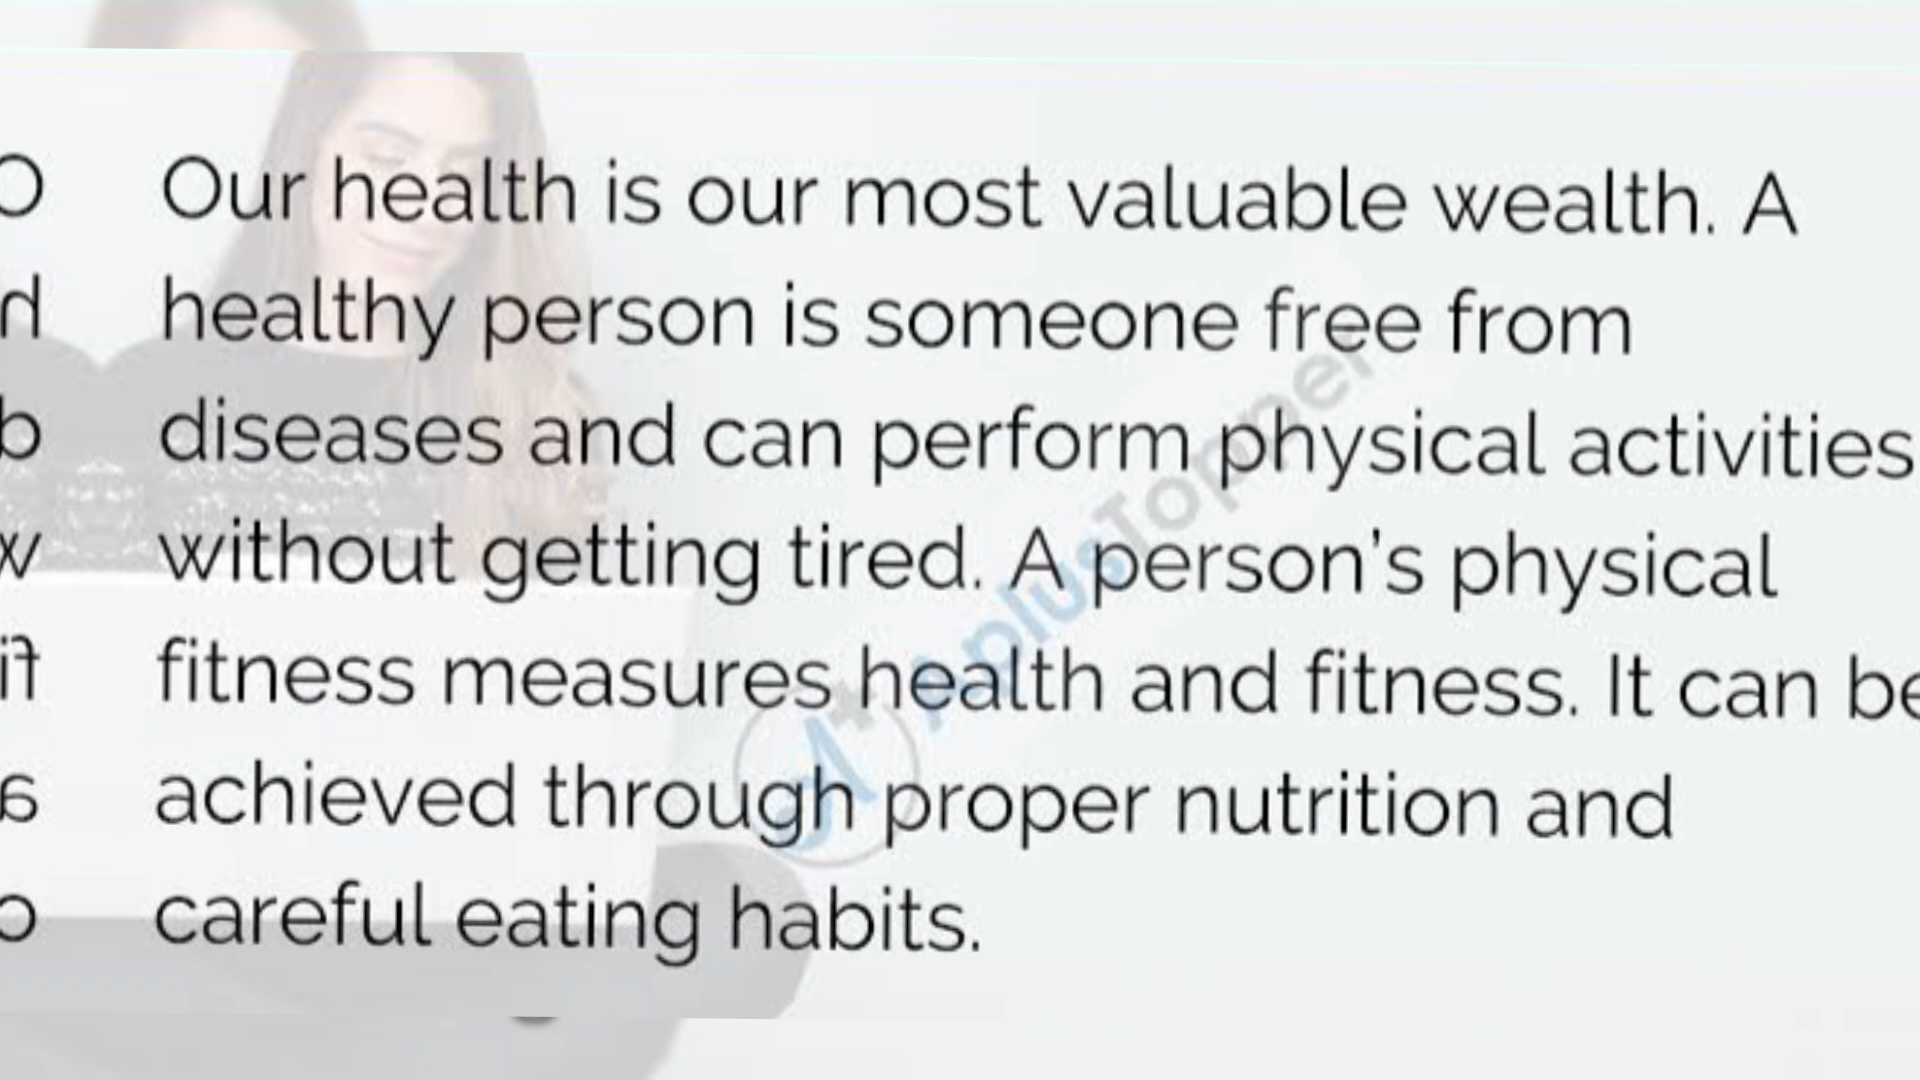 Our health is our most valuable wealth. A
healthy person is someone free from
diseases and can perform physical activities
without getting tired. A person's physical
fitness measures health and fitness. It can be
achieved through proper nutrition and
careful eating habits.
AplusTopper